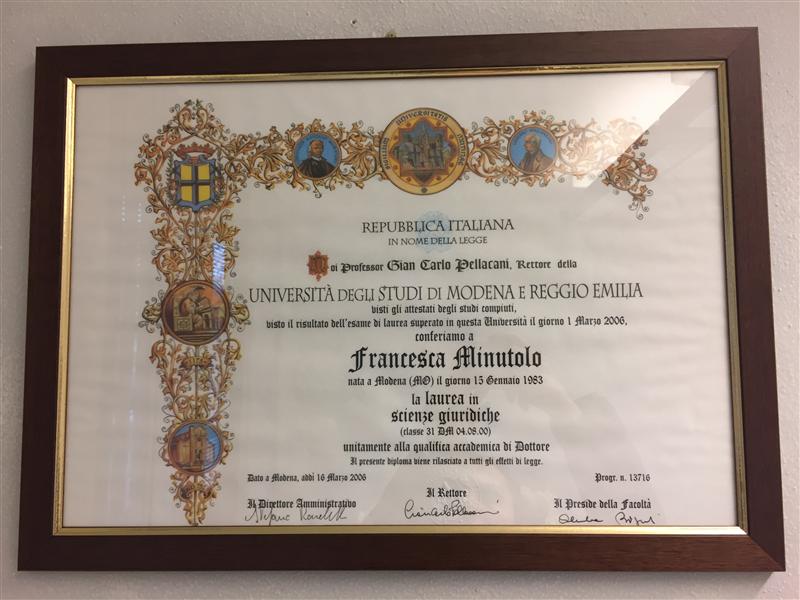 UNIVERSITATIS
REPUBBLICA ITALIANA
IN NOME DELLA LEGGE
Noi Professor Gian Carlo Pellacani, Rettore della
UNIVERSITÀ DEGLI STUDI DI MODENA E REGGIO EMILIA
visti gli attestati degli studi compiuti,
visto il risultato dell'esame di laurea superato in questa Università il giorno 1 Marzo 2006,
conferiamo a
Francesca Minutolo
nata a Modena (MO) il giorno 15 Gennaio 1983
la laurea in
scienze giuridiche
(classe 31 DM 04.08.00)
unitamente alla qualifica accademica di Dottore
Il presente diploma viene rilasciato a tutti gli effetti di legge.
Dato a Modena, addì 16 Marzo 2006
Progr. n. 13716
Il Direttore Amministrativo
Il Rettore
Il Preside della Facoltà